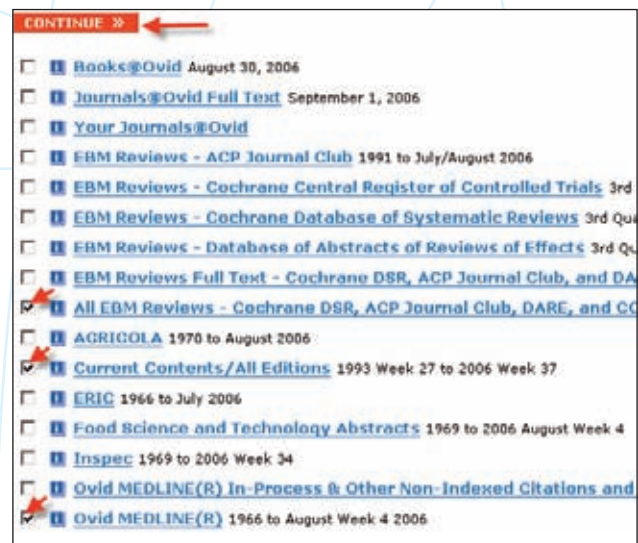 CONTINUE »
Books@Ovid August 30, 2006
Journals@Ovid Full Text September 1, 2006
Your Journals@Ovid
EBM Reviews - ACP Journal Club 1991 to July/August 2006
EBM Reviews - Cochrane Central Register of Controlled Trials 3rd
EBM Reviews - Cochrane Database of Systematic Reviews 3rd Qua
EBM Reviews - Database of Abstracts of Reviews of Effects 3rd Qu
EBM Reviews Full Text - Cochrane DSR, ACP Journal Club, and DA
All EBM Reviews - Cochrane DSR, ACP Journal Club, DARE, and CC
AGRICOLA 1970 to August 2006
Current Contents/All Editions 1993 Week 27 to 2006 Week 37
ERIC 1966 to July 2006
Food Science and Technology Abstracts 1969 to 2006 August Week 4
Inspec 1969 to 2006 Week 34
Ovid MEDLINE(R) In-Process & Other Non-Indexed Citations and
Ovid MEDLINE(R) 1966 to August Week 4 2006